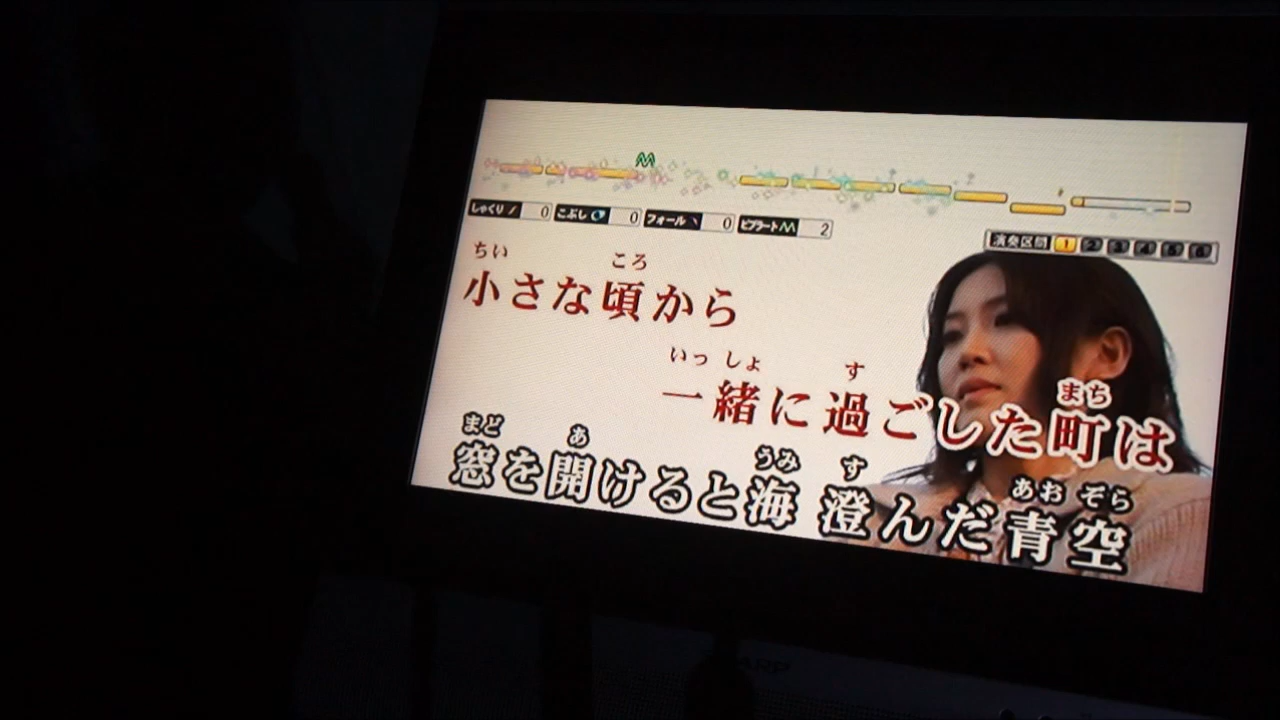 しゃくり 0 こぶし 0 フォール 0 ビブラート 2
演奏区間 1 2 3 4 5 6
ちい ころ
小さな頃から
いっ しょ す まち
一緒に過ごした町は
まど あ うみ す あお ぞら
窓を開けると海 澄んだ青空